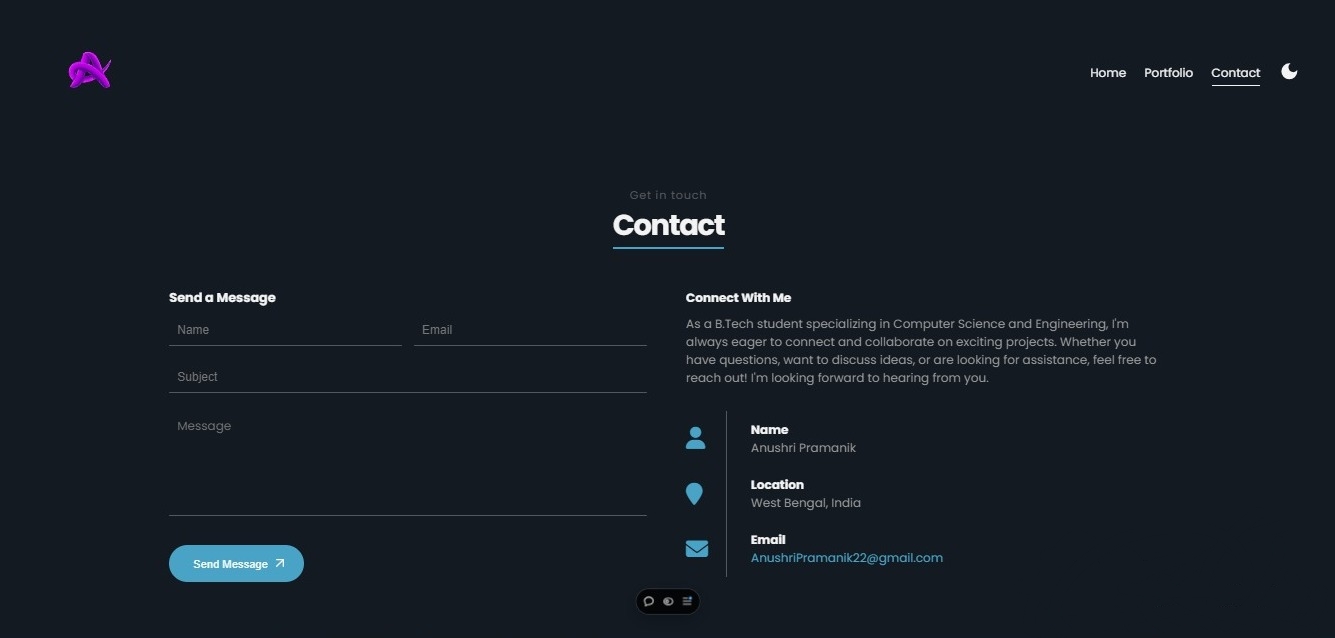 Home Portfolio Contact
Get in touch
Contact
Send a Message
Name Email
Subject
Message
Send Message
Connect With Me
As a B.Tech student specializing in Computer Science and Engineering, I'm
always eager to connect and collaborate on exciting projects. Whether you
have questions, want to discuss ideas, or are looking for assistance, feel free to
reach out! I'm looking forward to hearing from you.
Name
Anushri Pramanik
Location
West Bengal, India
Email
AnushriPramanik22@gmail.com